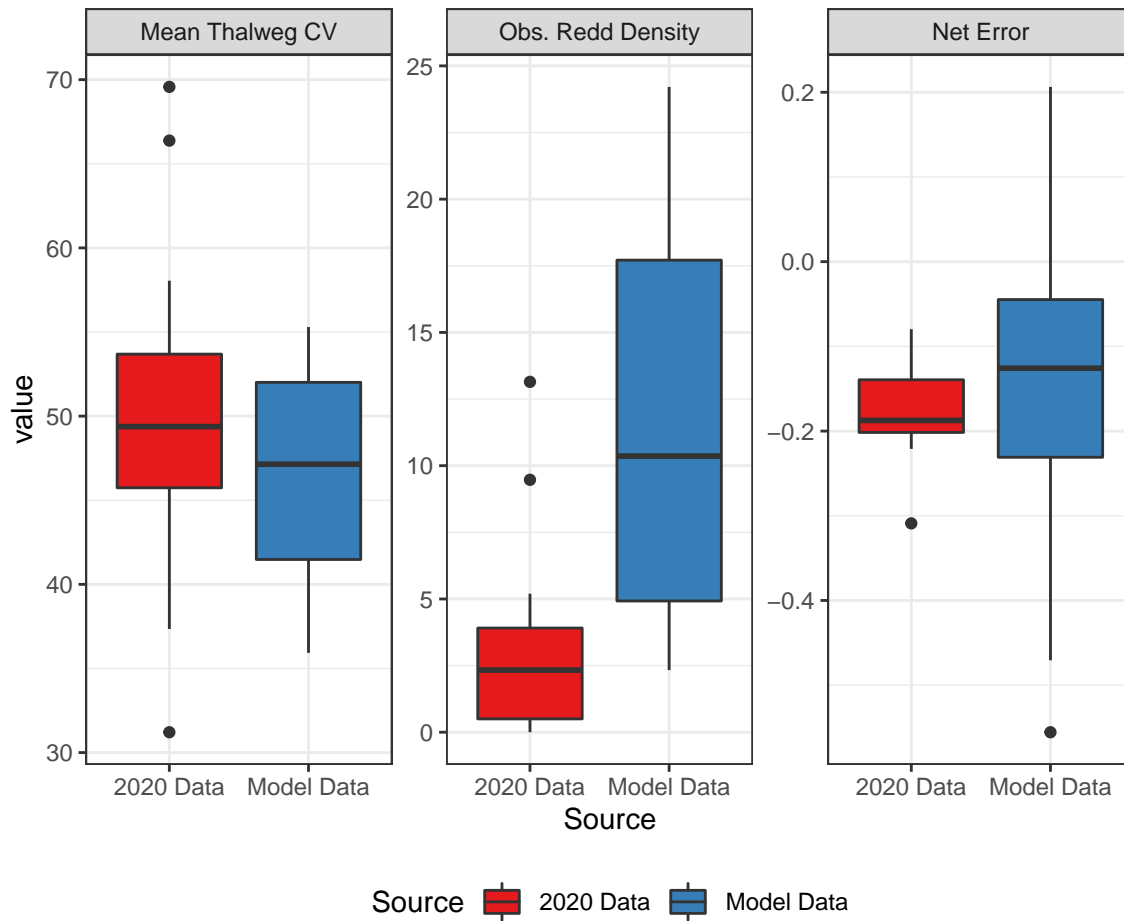 Mean Thalweg CV
Obs. Redd Density
Net Error
70
60
50
40
30
25
20
15
10
5
0
0.2
0.0
−0.2
−0.4
value
2020 Data Model Data
2020 Data Model Data
2020 Data Model Data
Source
Source 2020 Data Model Data